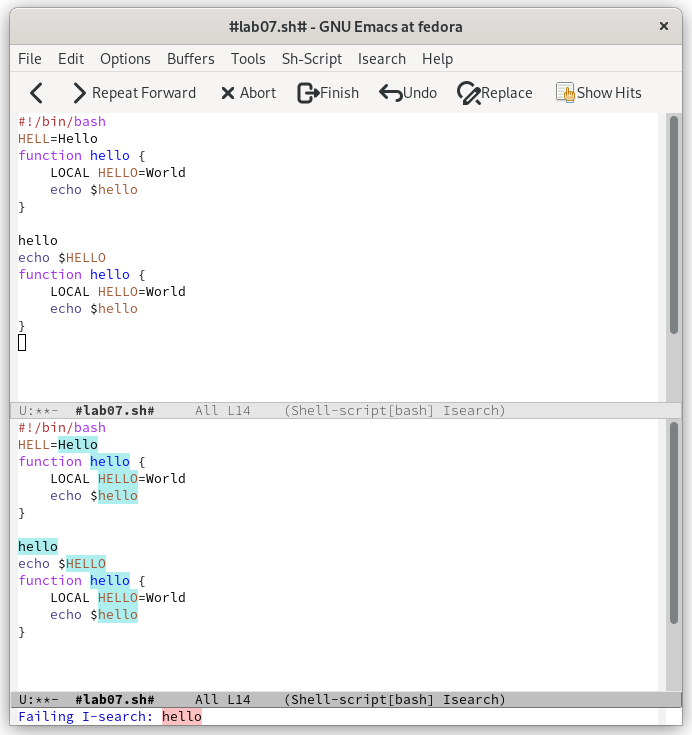 #lab07.sh# - GNU Emacs at fedora
File Edit Options Buffers Tools Sh-Script Isearch Help
Repeat Forward Abort Finish Undo Replace Show Hits
#!/bin/bash
HELL=Hello
function hello {
    LOCAL HELLO=World
    echo $hello
}

hello
echo $HELLO
function hello {
    LOCAL HELLO=World
    echo $hello
}
U:**-  #lab07.sh#     All L14    (Shell-script[bash] Isearch)
#!/bin/bash
HELL=Hello
function hello {
    LOCAL HELLO=World
    echo $hello
}

hello
echo $HELLO
function hello {
    LOCAL HELLO=World
    echo $hello
}
U:**-  #lab07.sh#     All L14    (Shell-script[bash] Isearch)
Failing I-search: hello